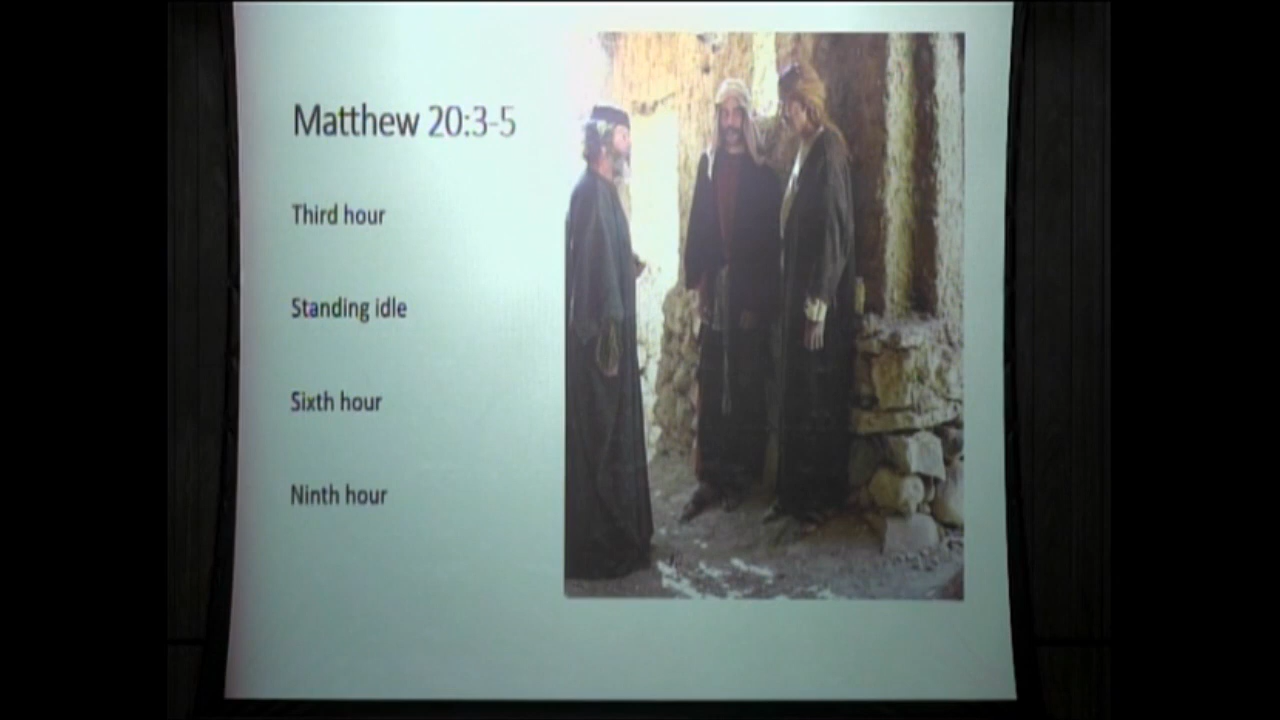 Matthew 20:3-5
Third hour
Standing idle
Sixth hour
Ninth hour